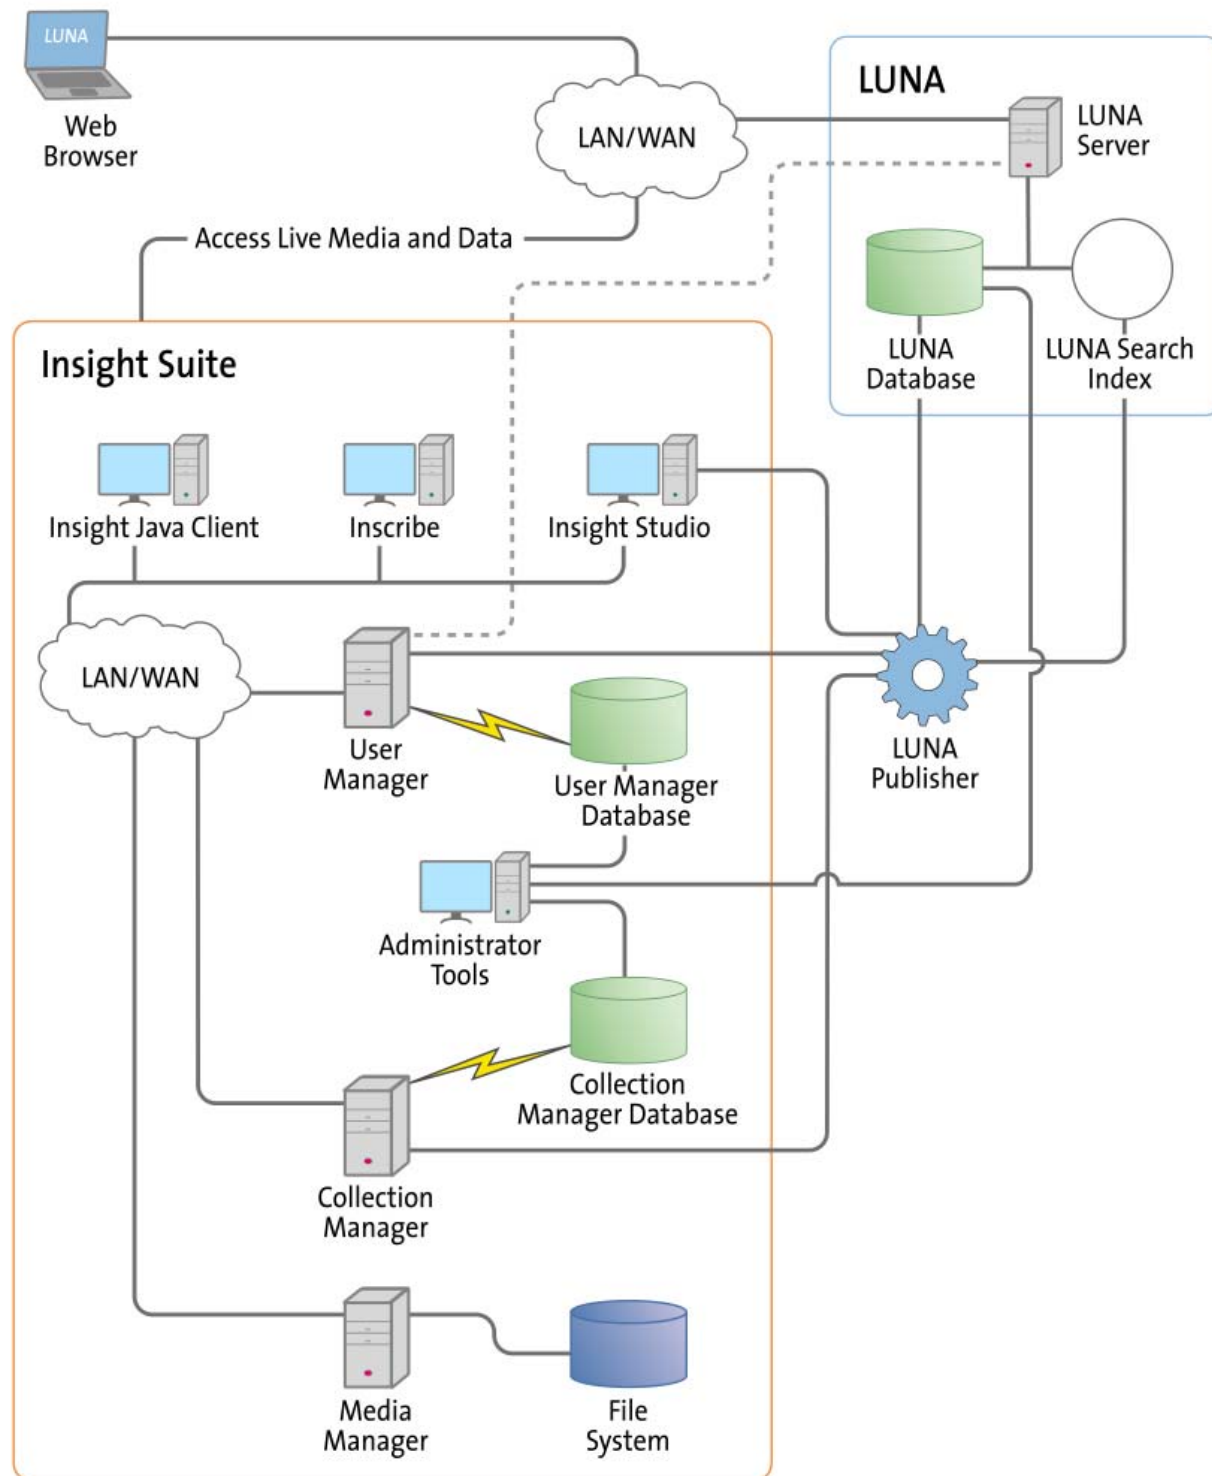 LUNA
Web
Browser
LAN/WAN
LUNA
LUNA
Server
Access Live Media and Data
LUNA
Database
LUNA Search
Index
Insight Suite
Insight Java Client
Inscribe
Insight Studio
LAN/WAN
User
Manager
User Manager
Database
LUNA
Publisher
Administrator
Tools
Collection
Manager Database
Collection
Manager
Media
Manager
File
System